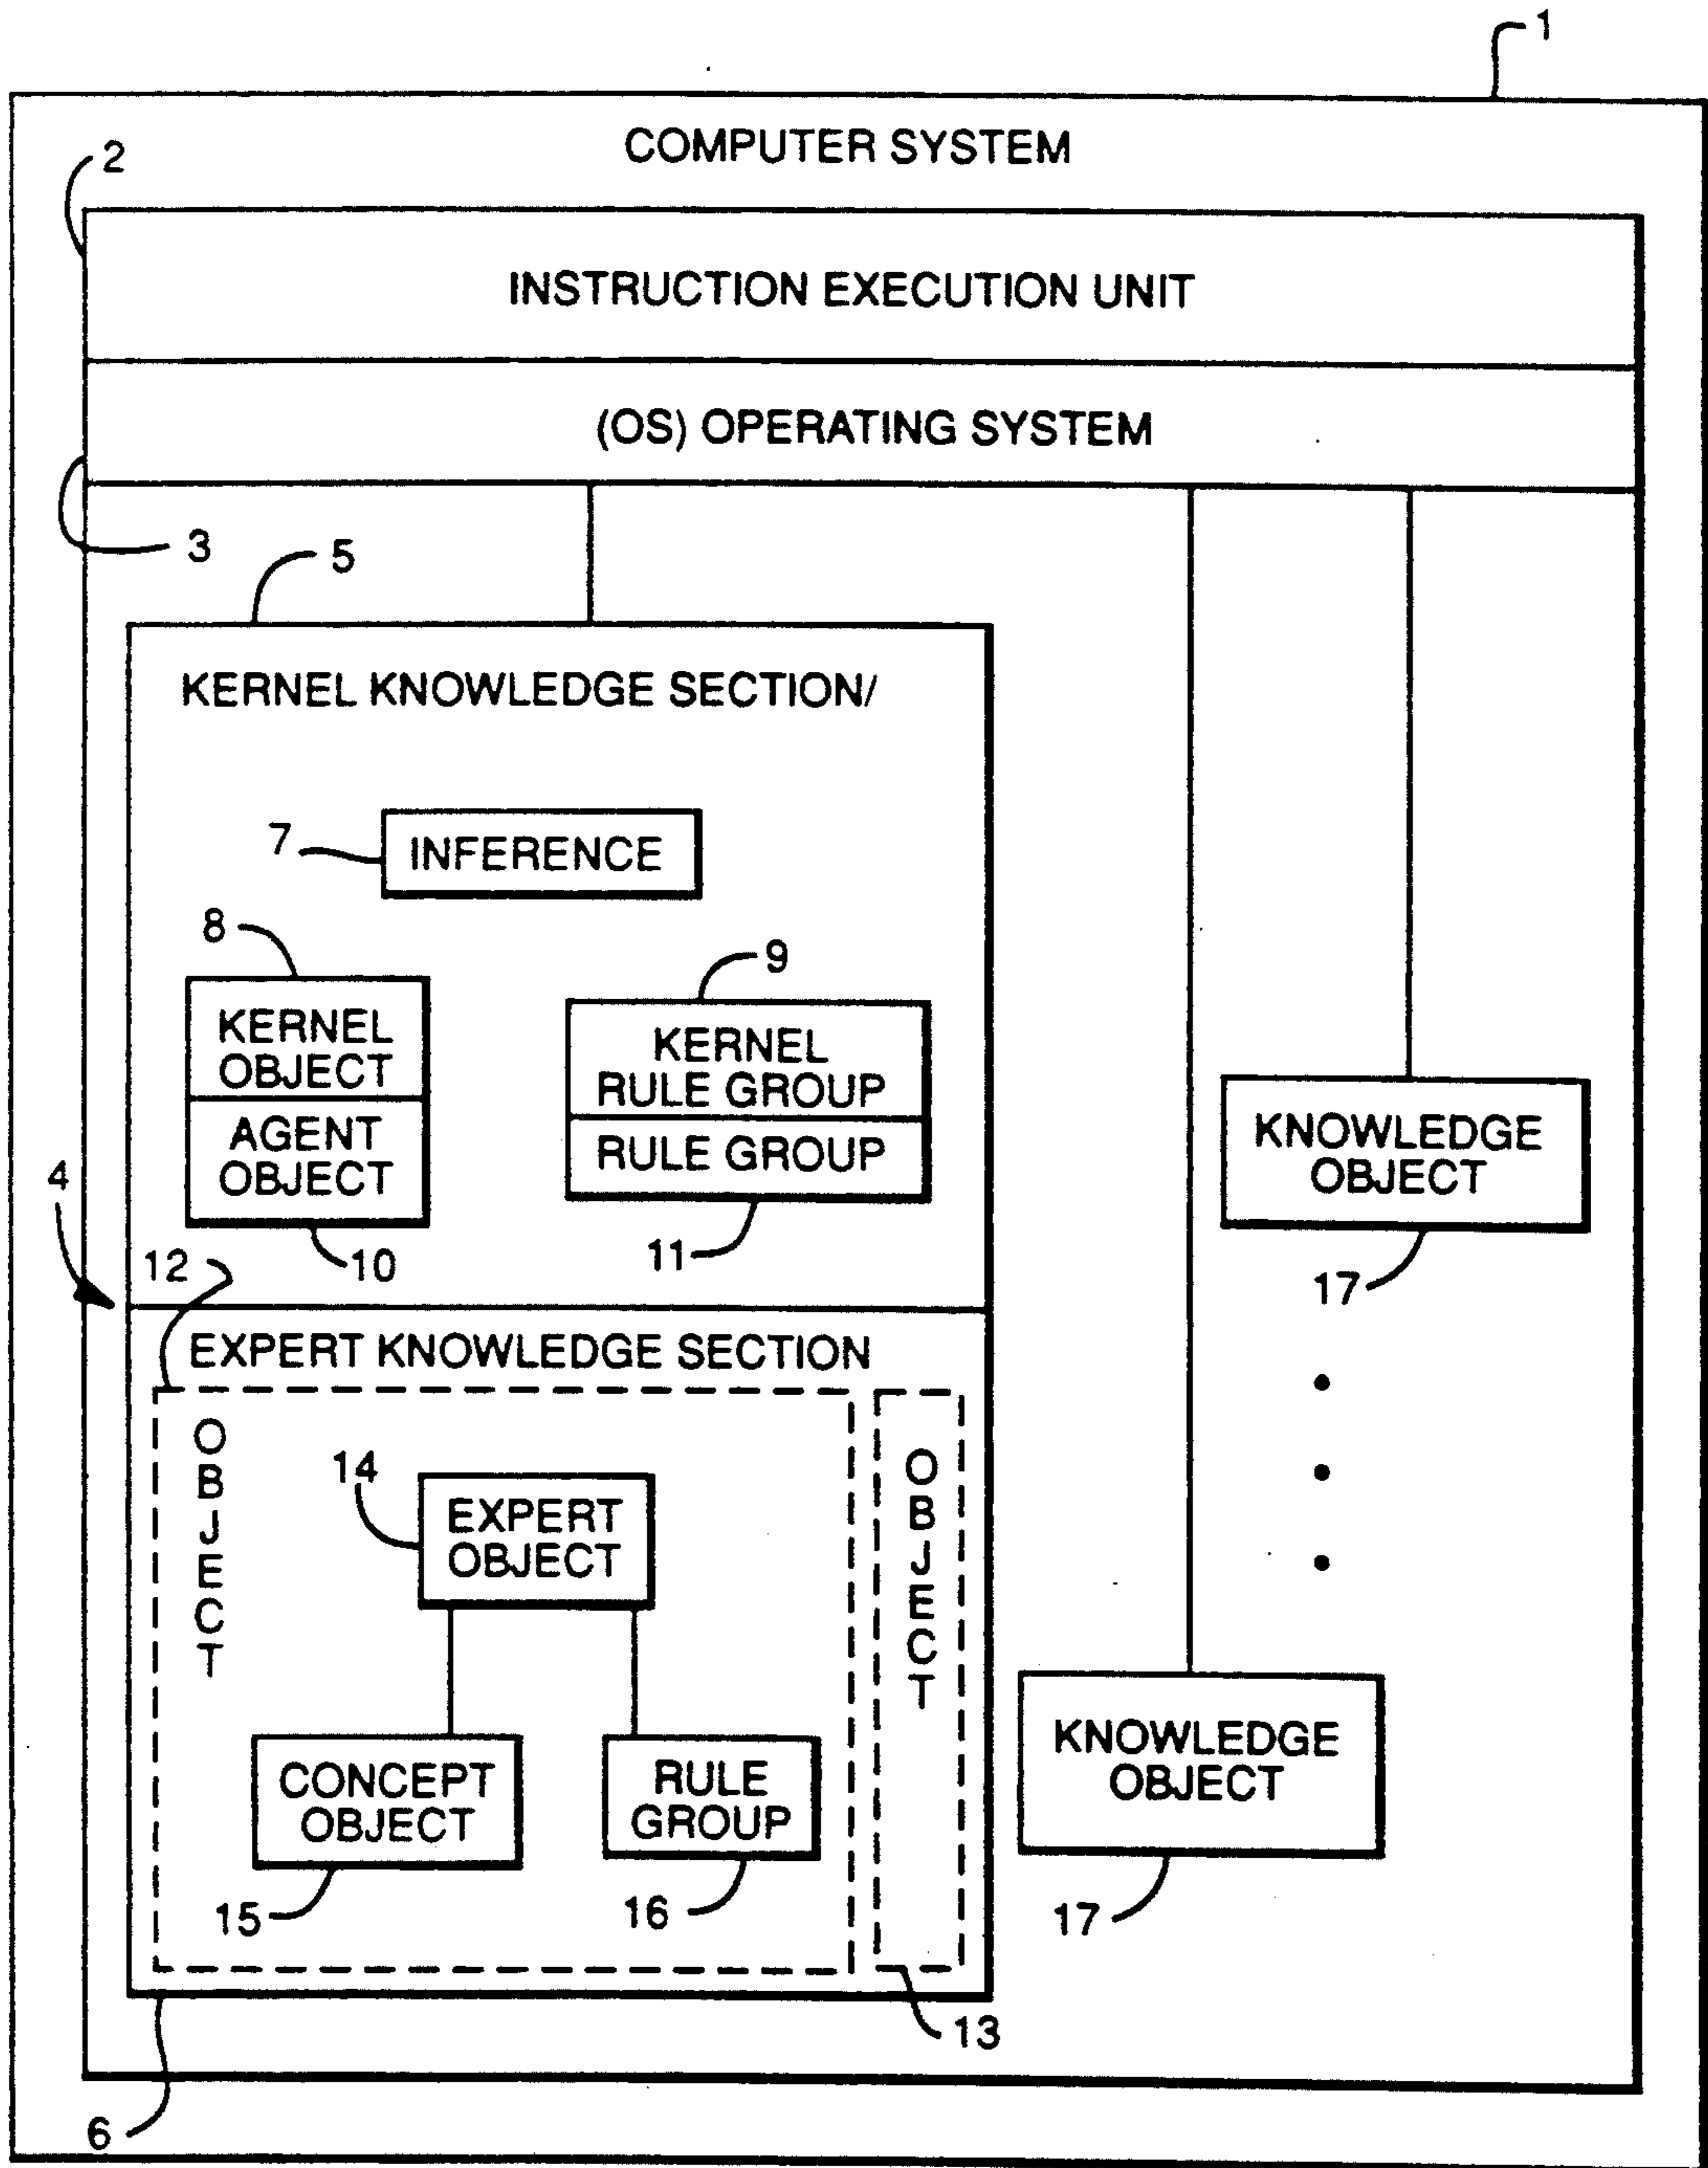 1
COMPUTER SYSTEM
2
INSTRUCTION EXECUTION UNIT
(OS) OPERATING SYSTEM
3
5
KERNEL KNOWLEDGE SECTION/
7
INFERENCE
8
9
KERNEL
OBJECT
AGENT
OBJECT
KERNEL
RULE GROUP
RULE GROUP
10
11
4
12
KNOWLEDGE
OBJECT
17
EXPERT KNOWLEDGE SECTION
OBJECT
14
EXPERT
OBJECT
CONCEPT
OBJECT
RULE
GROUP
15
16
OBJECT
13
6
KNOWLEDGE
OBJECT
17